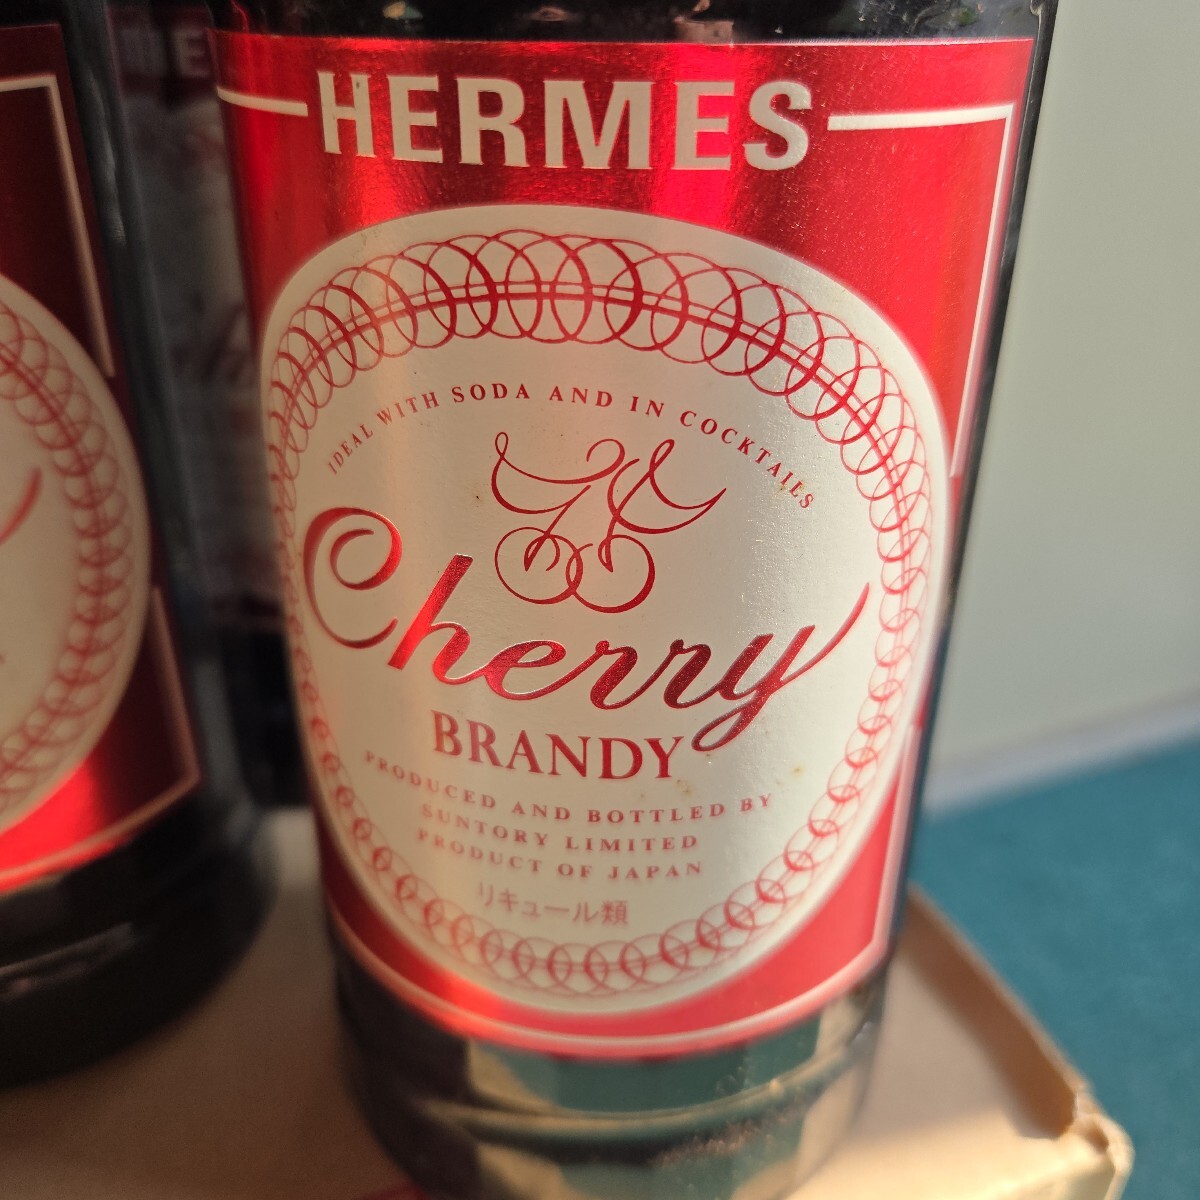 HERMES
IDEAL WITH SODA AND IN COCKTAILS
Cherry
BRANDY
PRODUCED AND BOTTLED BY
SUNTORY LIMITED
PRODUCT OF JAPAN
リキュール類